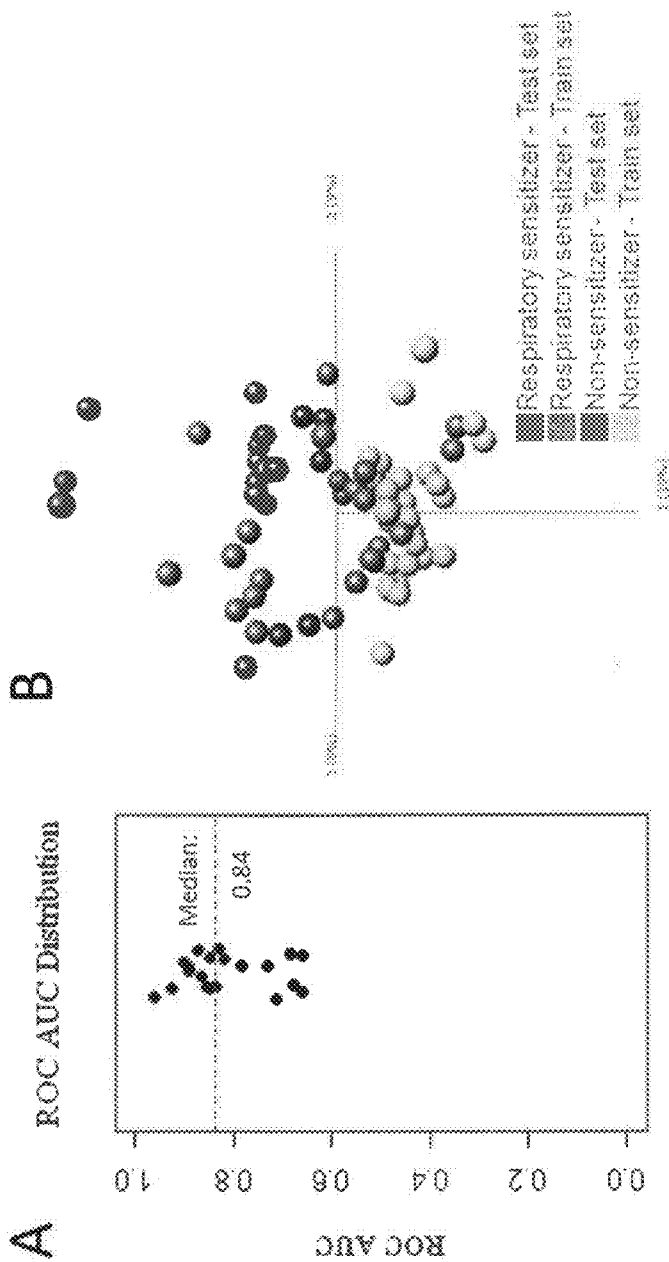 A
ROC AUC Distribution
ROC AUC
1.0
0.8
0.6
0.4
0.2
0.0
Median:
0.84
B
Respiratory sensitizer - Test set
Respiratory sensitizer - Train set
Non-sensitizer - Test set
Non-sensitizer - Train set